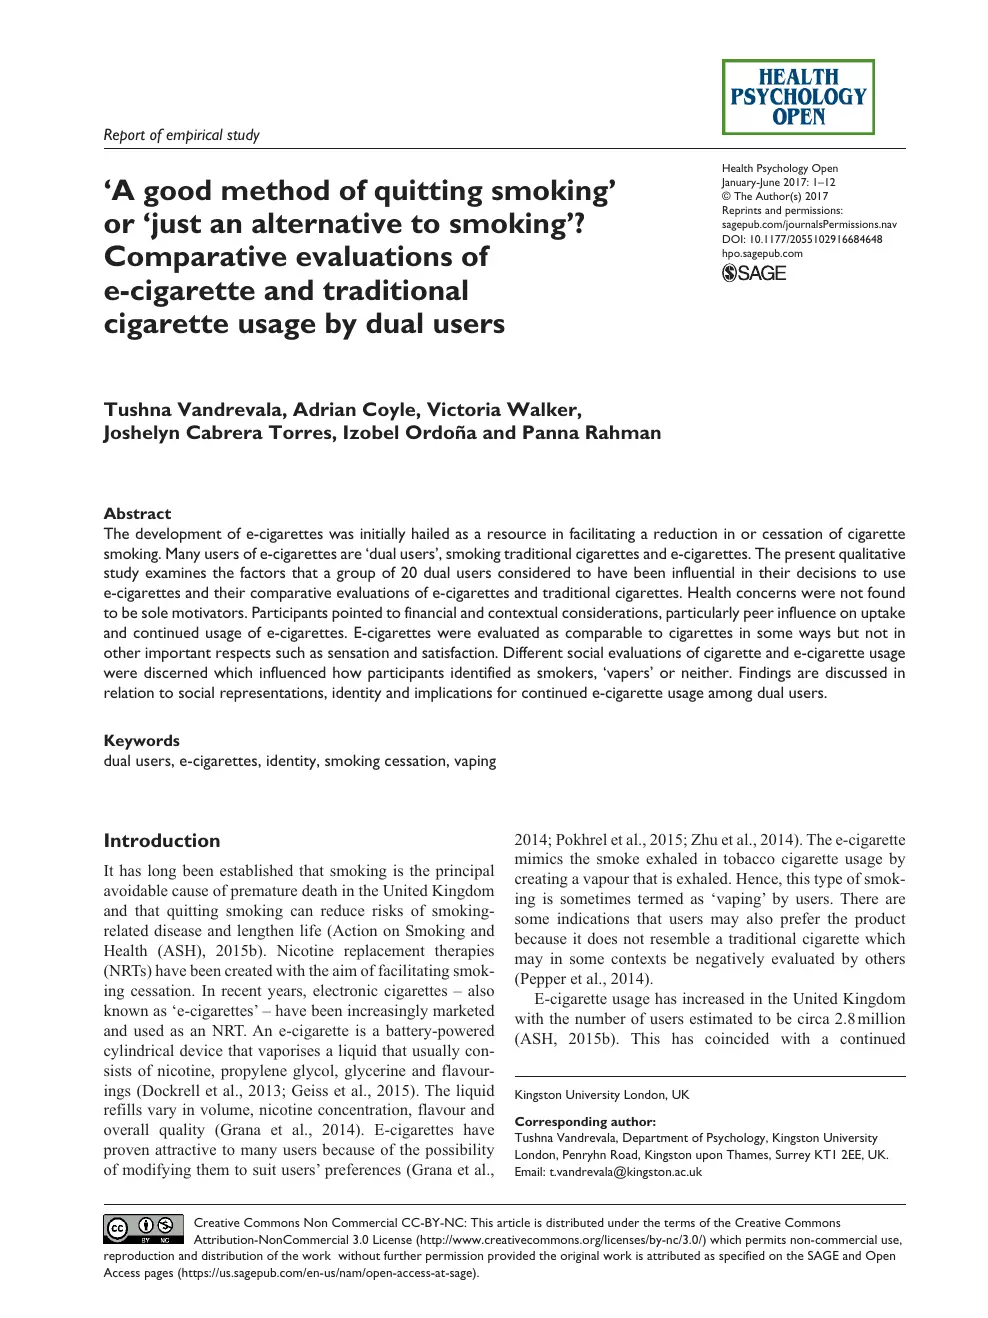 HEALTH
PSYCHOLOGY
OPEN
Report of empirical study
‘A good method of quitting smoking’
or ‘just an alternative to smoking’?
Comparative evaluations of
e-cigarette and traditional
cigarette usage by dual users
Health Psychology Open
January-June 2017: 1–12
© The Author(s) 2017
Reprints and permissions:
sagepub.com/journalsPermissions.nav
DOI: 10.1177/2055102916684648
hpo.sagepub.com
SAGE
Tushna Vandrevala, Adrian Coyle, Victoria Walker,
Joshelyn Cabrera Torres, Izobel Ordoña and Panna Rahman
Abstract
The development of e-cigarettes was initially hailed as a resource in facilitating a reduction in or cessation of cigarette
smoking. Many users of e-cigarettes are ‘dual users’, smoking traditional cigarettes and e-cigarettes. The present qualitative
study examines the factors that a group of 20 dual users considered to have been influential in their decisions to use
e-cigarettes and their comparative evaluations of e-cigarettes and traditional cigarettes. Health concerns were not found
to be sole motivators. Participants pointed to financial and contextual considerations, particularly peer influence on uptake
and continued usage of e-cigarettes. E-cigarettes were evaluated as comparable to cigarettes in some ways but not in
other important respects such as sensation and satisfaction. Different social evaluations of cigarette and e-cigarette usage
were discerned which influenced how participants identified as smokers, ‘vapers’ or neither. Findings are discussed in
relation to social representations, identity and implications for continued e-cigarette usage among dual users.
Keywords
dual users, e-cigarettes, identity, smoking cessation, vaping
Introduction
It has long been established that smoking is the principal
avoidable cause of premature death in the United Kingdom
and that quitting smoking can reduce risks of smoking-
related disease and lengthen life (Action on Smoking and
Health (ASH), 2015b). Nicotine replacement therapies
(NRTs) have been created with the aim of facilitating smok-
ing cessation. In recent years, electronic cigarettes – also
known as ‘e-cigarettes’ – have been increasingly marketed
and used as an NRT. An e-cigarette is a battery-powered
cylindrical device that vaporises a liquid that usually con-
sists of nicotine, propylene glycol, glycerine and flavour-
ings (Dockrell et al., 2013; Geiss et al., 2015). The liquid
refills vary in volume, nicotine concentration, flavour and
overall quality (Grana et al., 2014). E-cigarettes have
proven attractive to many users because of the possibility
of modifying them to suit users’ preferences (Grana et al.,
2014; Pokhrel et al., 2015; Zhu et al., 2014). The e-cigarette
mimics the smoke exhaled in tobacco cigarette usage by
creating a vapour that is exhaled. Hence, this type of smok-
ing is sometimes termed as ‘vaping’ by users. There are
some indications that users may also prefer the product
because it does not resemble a traditional cigarette which
may in some contexts be negatively evaluated by others
(Pepper et al., 2014).
E-cigarette usage has increased in the United Kingdom
with the number of users estimated to be circa 2.8 million
(ASH, 2015b). This has coincided with a continued
Kingston University London, UK
Corresponding author:
Tushna Vandrevala, Department of Psychology, Kingston University
London, Penryhn Road, Kingston upon Thames, Surrey KT1 2EE, UK.
Email: t.vandrevala@kingston.ac.uk
cc BY NC
Creative Commons Non Commercial CC-BY-NC: This article is distributed under the terms of the Creative Commons
Attribution-NonCommercial 3.0 License (http://www.creativecommons.org/licenses/by-nc/3.0/) which permits non-commercial use,
reproduction and distribution of the work without further permission provided the original work is attributed as specified on the SAGE and Open
Access pages (https://us.sagepub.com/en-us/nam/open-access-at-sage).